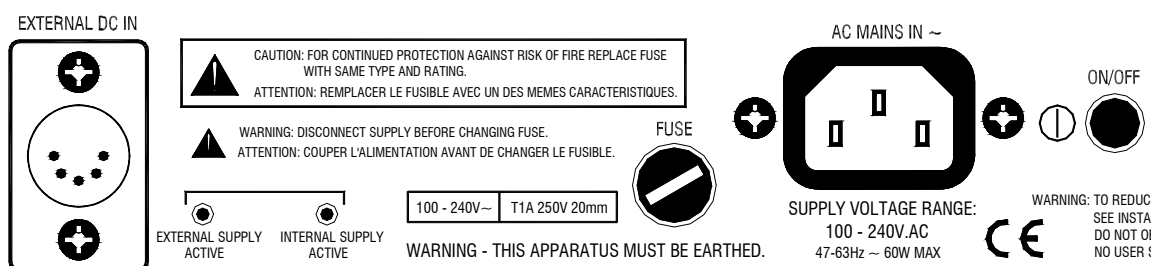 EXTERNAL DC IN
CAUTION: FOR CONTINUED PROTECTION AGAINST RISK OF FIRE REPLACE FUSE
WITH SAME TYPE AND RATING.
ATTENTION: REMPLACER LE FUSIBLE AVEC UN DES MEMES CARACTERISTIQUES.
WARNING: DISCONNECT SUPPLY BEFORE CHANGING FUSE.
ATTENTION: COUPER L'ALIMENTATION AVANT DE CHANGER LE FUSIBLE.
EXTERNAL SUPPLY
ACTIVE
INTERNAL SUPPLY
ACTIVE
100 - 240V~ T1A 250V 20mm
WARNING - THIS APPARATUS MUST BE EARTHED.
FUSE
AC MAINS IN ~
SUPPLY VOLTAGE RANGE:
100 - 240V.AC
47-63Hz ~ 60W MAX
CE
ON/OFF
WARNING: TO REDUC
SEE INSTA
DO NOT
NO USER S